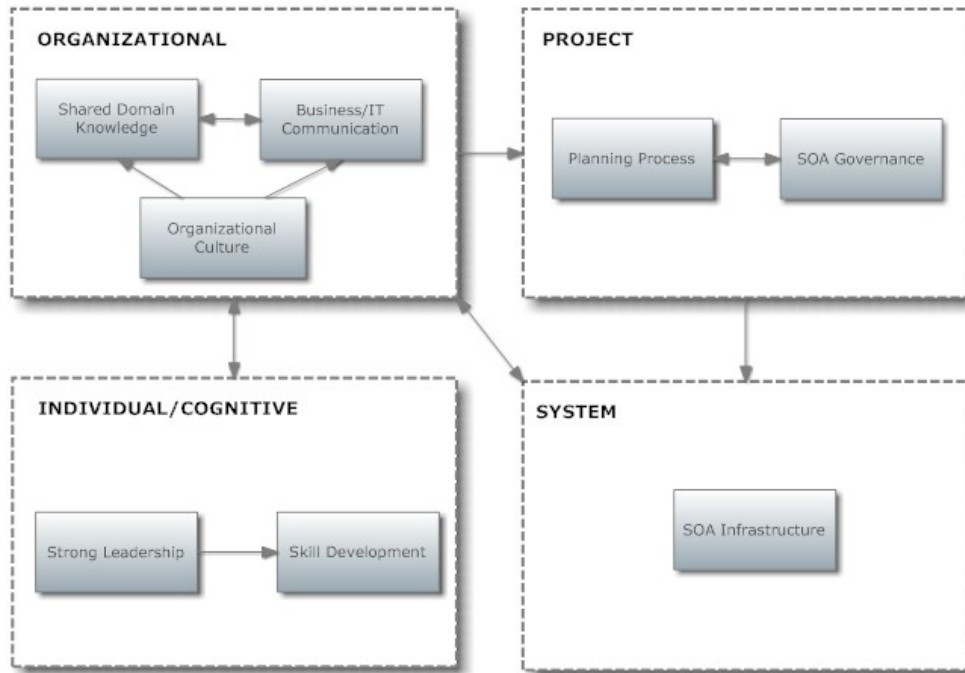 ORGANIZATIONAL
Shared Domain
Knowledge
Business/IT
Communication
Organizational
Culture
PROJECT
Planning Process
SOA Governance
INDIVIDUAL/COGNITIVE
Strong Leadership
Skill Development
SYSTEM
SOA Infrastructure